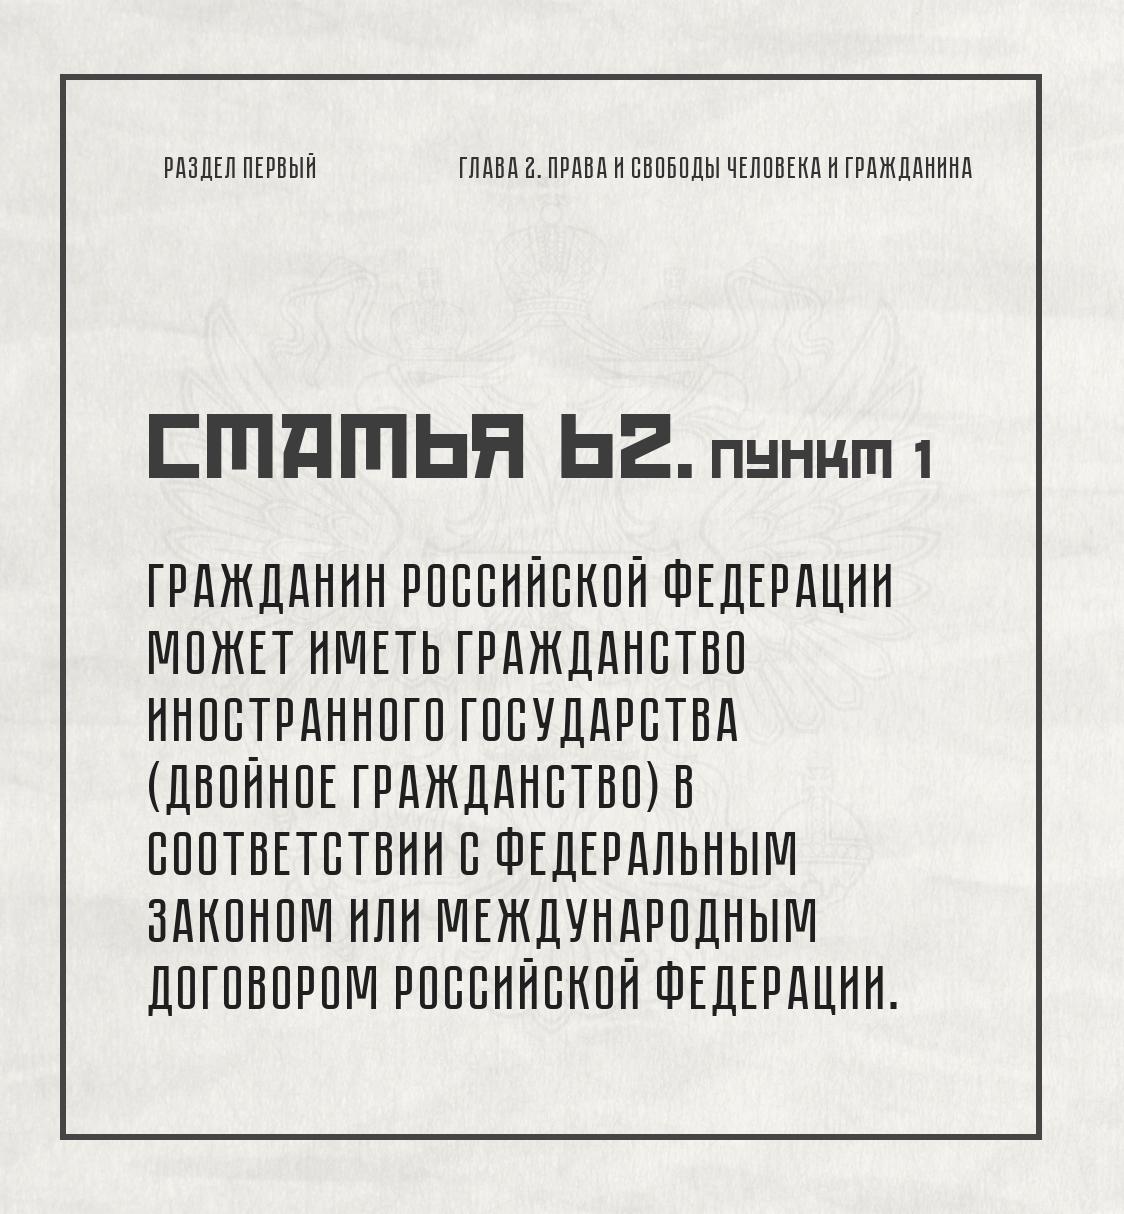 РАЗДЕЛ ПЕРВЫЙ
ГЛАВА 2. ПРАВА И СВОБОДЫ ЧЕЛОВЕКА И ГРАЖДАНИНА
СТАТЬЯ 62. ПУНКТ 1
ГРАЖДАНИН РОССИЙСКОЙ ФЕДЕРАЦИИ
МОЖЕТ ИМЕТЬ ГРАЖДАНСТВО
ИНОСТРАННОГО ГОСУДАРСТВА
(ДВОЙНОЕ ГРАЖДАНСТВО) В
СООТВЕТСТВИИ С ФЕДЕРАЛЬНЫМ
ЗАКОНОМ ИЛИ МЕЖДУНАРОДНЫМ
ДОГОВОРОМ РОССИЙСКОЙ ФЕДЕРАЦИИ.